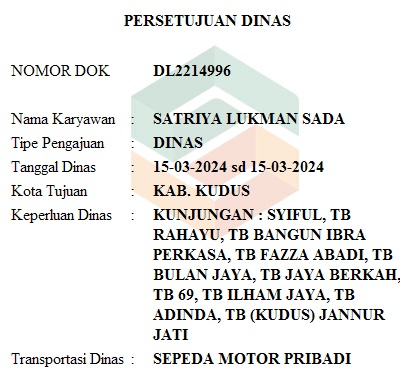 PERSETUJUAN DINAS
NOMOR DOK DL2214996
Nama Karyawan : SATRIYA LUKMAN SADA
Tipe Pengajuan : DINAS
Tanggal Dinas : 15-03-2024 sd 15-03-2024
Kota Tujuan : KAB. KUDUS
Keperluan Dinas : KUNJUNGAN : SYIFUL, TB
RAHAYU, TB BANGUN IBRA
PERKASA, TB FAZZA ABADI, TB
BULAN JAYA, TB JAYA BERKAH,
TB 69, TB ILHAM JAYA, TB
ADINDA, TB (KUDUS) JANNUR
JATI
Transportasi Dinas : SEPEDA MOTOR PRIBADI